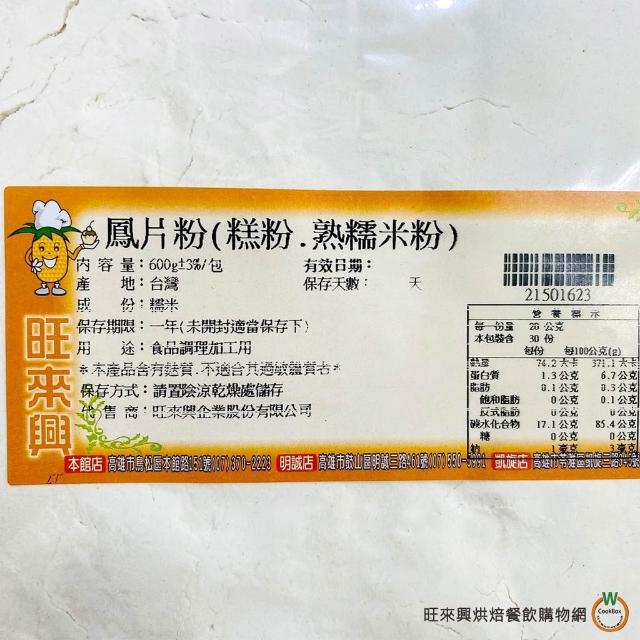 鳳片粉(糕粉.熟糯米粉)
內容量：600g±3%/包
有效日期：
產 地：台灣
保存天數： 天
成 份：糯米
保存期限：一年(未開封適當保存下)
用 途：食品調理加工用
*本產品含有麩質.不適合其過敏體質者*
保存方式：請置陰涼乾燥處儲存
代售商：旺來興企業股份有限公司
旺來興
21501623
營養標示
每一份量 20 公克
本包裝含 30 份
每份 每100公克(g)
熱量 74.2 大卡 371.1 大卡
蛋白質 1.3 公克 6.7 公克
脂肪 0.1 公克 0.3 公克
飽和脂肪 0 公克 0.1 公克
反式脂肪 0 公克 0 公克
碳水化合物 17.1 公克 85.4 公克
糖 0 公克 0 公克
鈉
本館店 高雄市鳥松區本館路151號(07)370-2223 明誠店 高雄市鼓山區明誠三路461號(07)550- 凱旋店
W
CookBox
旺來興烘焙餐飲購物網